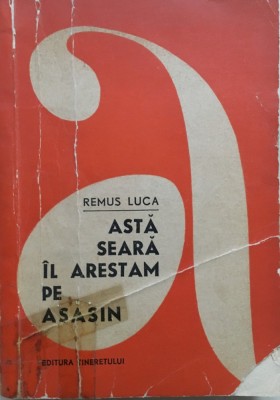 REMUS LUCA
ASTĂ
SEARĂ
ÎL ARESTAM
PE
ASASIN
EDITURA TINERETULUI